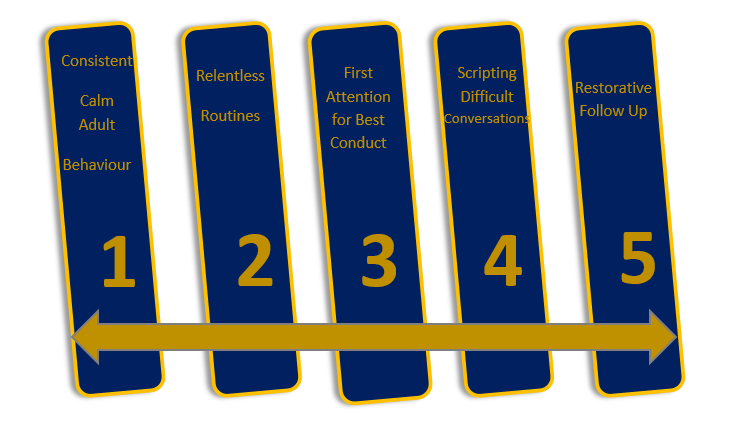 Consistent
Calm
Adult
Behaviour
1
Relentless
Routines
2
First
Attention
for Best
Conduct
3
Scripting
Difficult
Conversations
4
Restorative
Follow Up
5